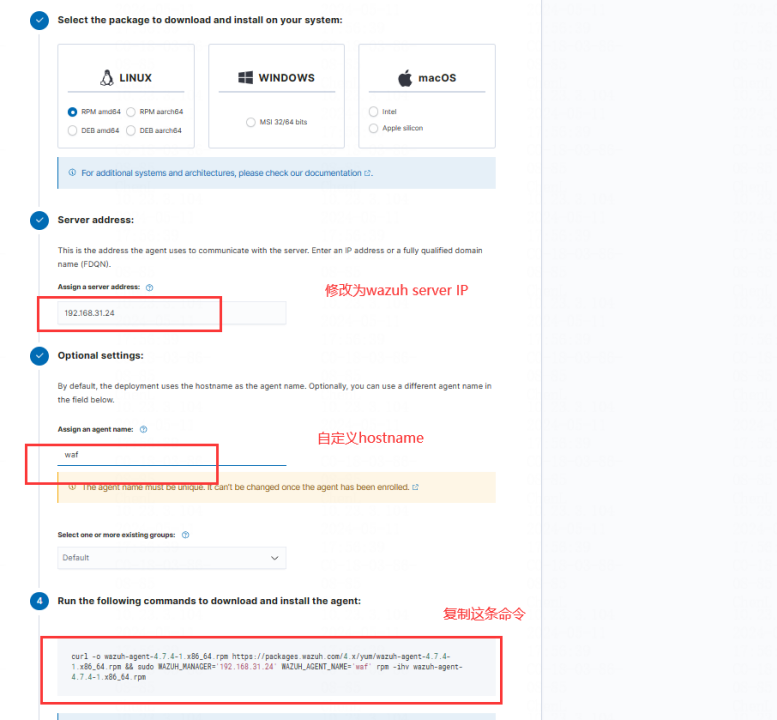 Select the package to download and install on your system:
LINUX
WINDOWS
macOS
RPM amd64 RPM aarch64
DEB amd64 DEB aarch64
MSI 32/64 bits
Intel
Apple silicon
For additional systems and architectures, please check our documentation.
Server address:
This is the address the agent uses to communicate with the server. Enter an IP address or a fully qualified domain
name (FDQN).
Assign a server address:
修改为wazuh server IP
192.168.31.24
Optional settings:
By default, the deployment uses the hostname as the agent name. Optionally, you can use a different agent name in
the field below.
Assign an agent name:
自定义hostname
waf
The agent name must be unique. It can't be changed once the agent has been enrolled.
Select one or more existing groups:
Default
4 Run the following commands to download and install the agent:
复制这条命令
curl -o wazuh-agent-4.7.4-1.x86_64.rpm https://packages.wazuh.com/4.x/yum/wazuh-agent-4.7.4-
1.x86_64.rpm && sudo WAZUH_MANAGER='192.168.31.24' WAZUH_AGENT_NAME='waf' rpm -ihv wazuh-agent-
4.7.4-1.x86_64.rpm